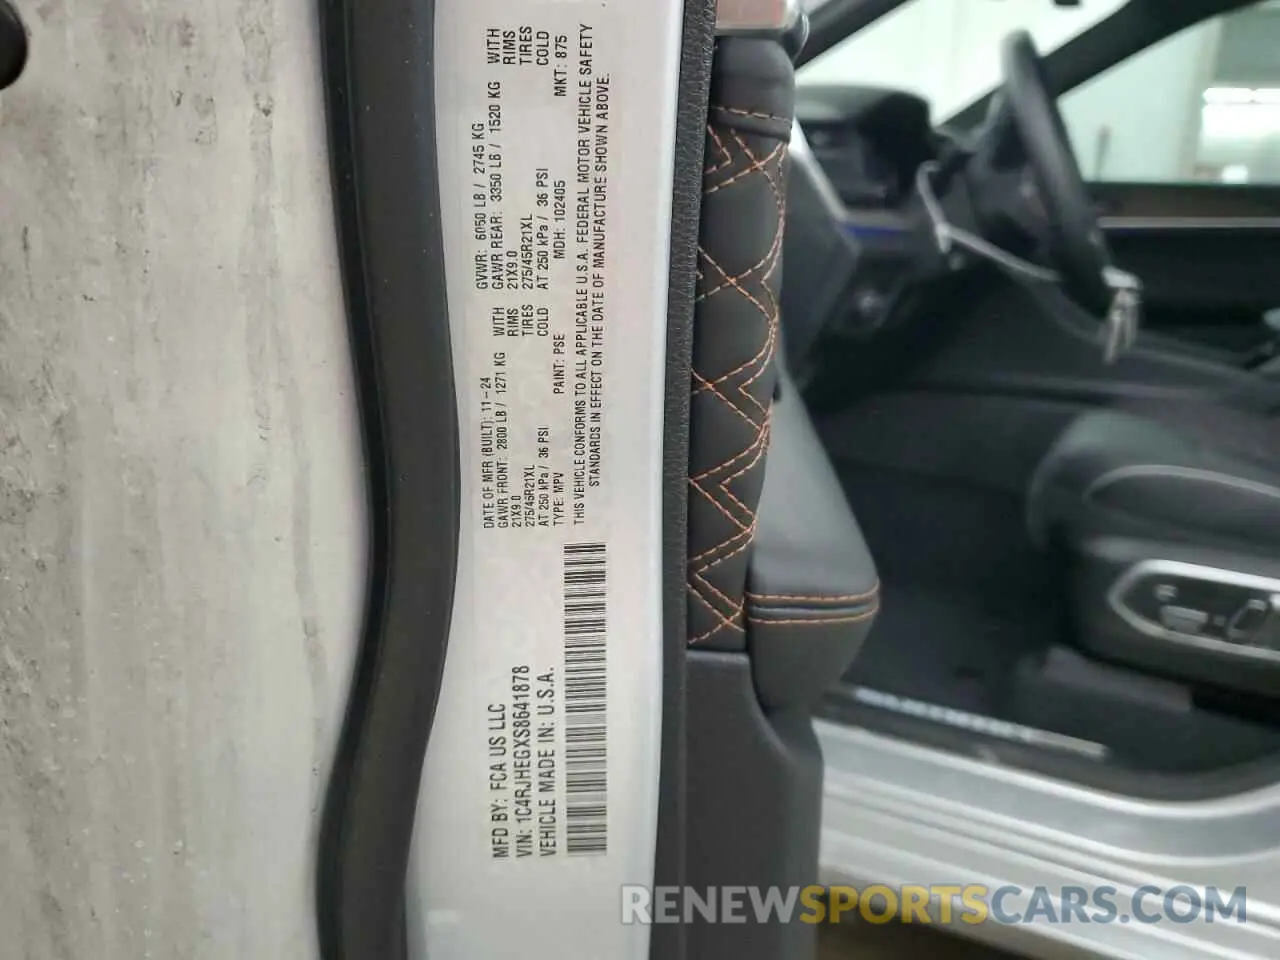 MFD BY: FCA US LLC
VIN: 1C4RJHEGXS8641878
VEHICLE MADE IN: U.S.A.
DATE OF MFR (BUILT): 11-24 GVWR: 6050 LB / 2745 KG
GAWR FRONT: 2800 LB / 1271 KG WITH GAWR REAR: 3350 LB / 1520 KG WITH
21X9.0 RIMS 21X9.0 RIMS
275/45R21XL TIRES 275/45R21XL TIRES
AT 250 kPa / 36 PSI COLD AT 250 kPa / 36 PSI COLD
TYPE: MPV PAINT: PSE MDH: 102405 MKT: 875
THIS VEHICLE CONFORMS TO ALL APPLICABLE U.S.A. FEDERAL MOTOR VEHICLE SAFETY
STANDARDS IN EFFECT ON THE DATE OF MANUFACTURE SHOWN ABOVE.
RENEWSPORTSCARS.COM